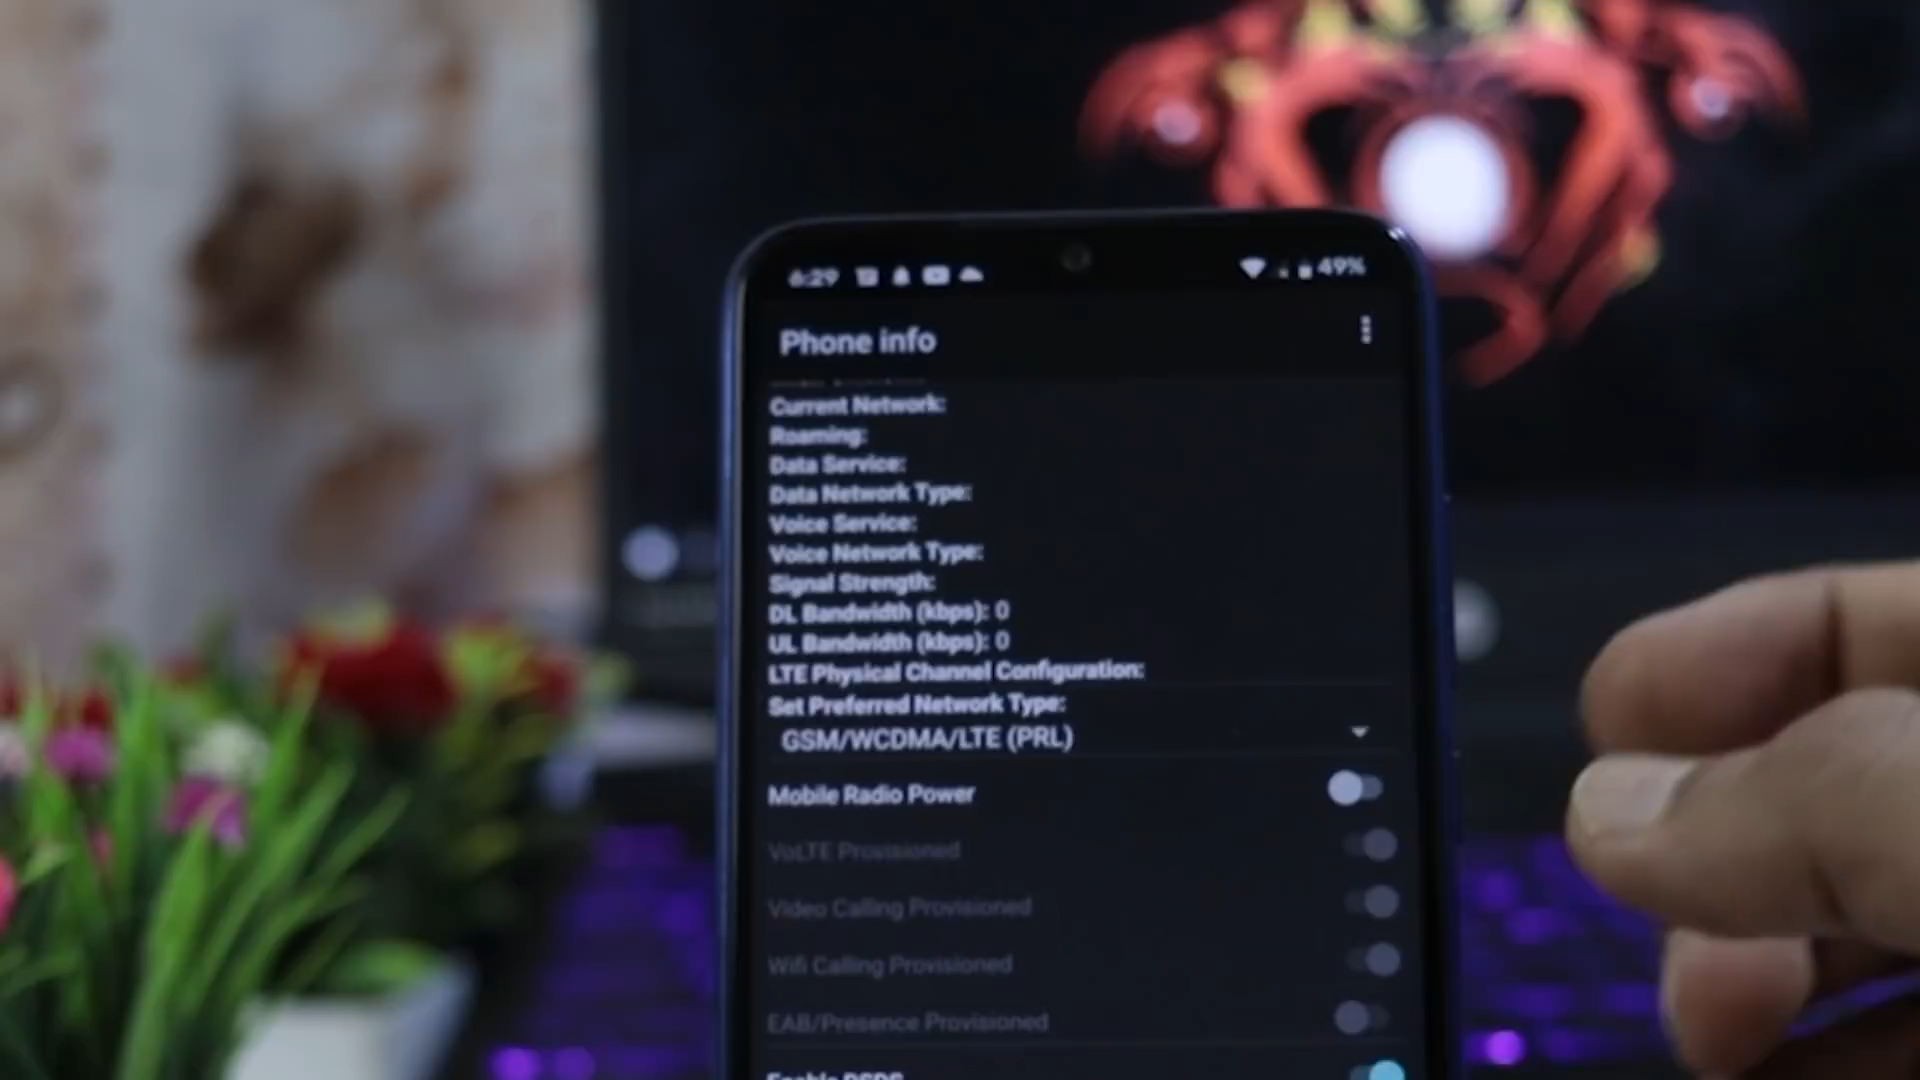 6:29 49%
Phone info
Current Network:
Roaming:
Data Service:
Data Network Type:
Voice Service:
Voice Network Type:
Signal Strength:
DL Bandwidth (kbps): 0
UL Bandwidth (kbps): 0
LTE Physical Channel Configuration:
Set Preferred Network Type:
GSM/WCDMA/LTE (PRL)
Mobile Radio Power
VoLTE Provisioned
Video Calling Provisioned
Wifi Calling Provisioned
EAB/Presence Provisioned
Enable DSDS